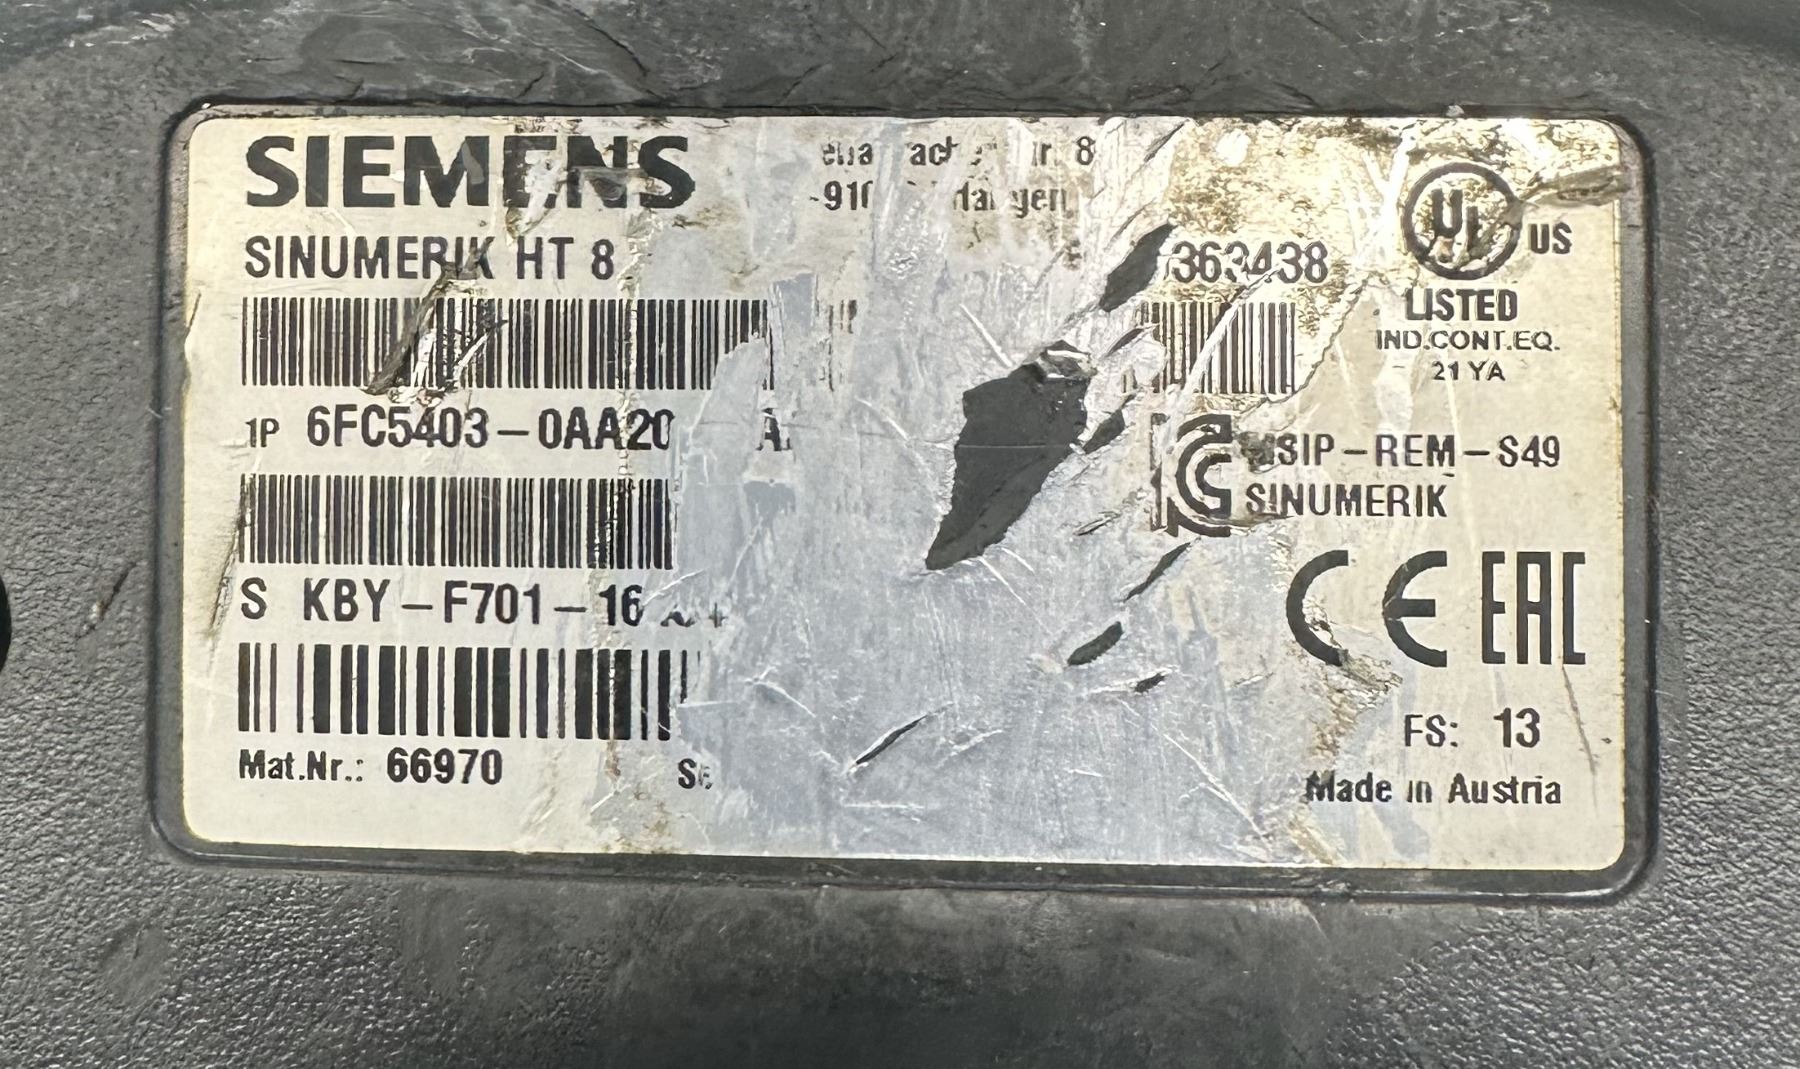 SIEMENS
SINUMERIK HT 8
363438
UL US
LISTED
IND.CONT.EQ.
21 YA
1P 6FC5403-0AA20
-REM-S49
SINUMERIK
S KBY-F701-16
CE EAC
Mat.Nr.: 66970
FS: 13
Made in Austria